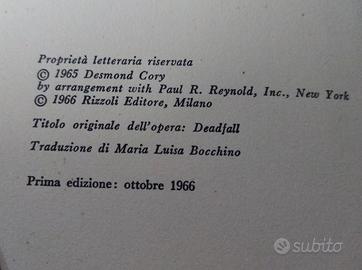 Proprietà letteraria riservata
© 1965 Desmond Cory
by arrangement with Paul R. Reynold, Inc., New York
© 1966 Rizzoli Editore, Milano
Titolo originale dell'opera: Deadfall
Traduzione di Maria Luisa Bocchino
Prima edizione: ottobre 1966
subito